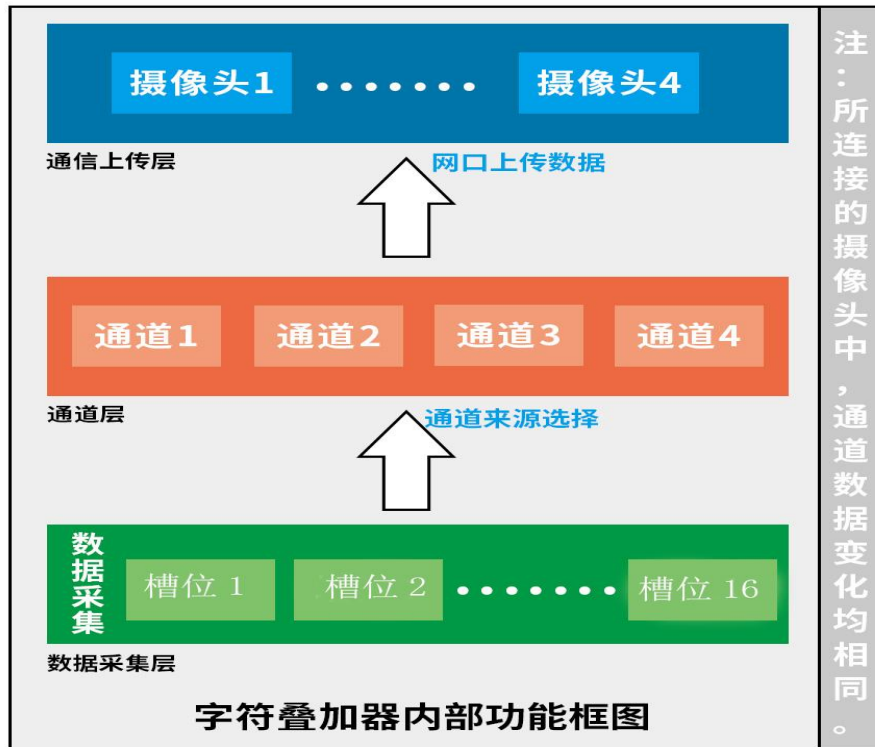 摄像头1 ······· 摄像头4
通信上传层
网口上传数据
通道1 通道2 通道3 通道4
通道层
通道来源选择
数据采集
槽位 1 槽位 2 ······· 槽位 16
数据采集层
字符叠加器内部功能框图
注：所连接的摄像头中，通道数据变化均相同。